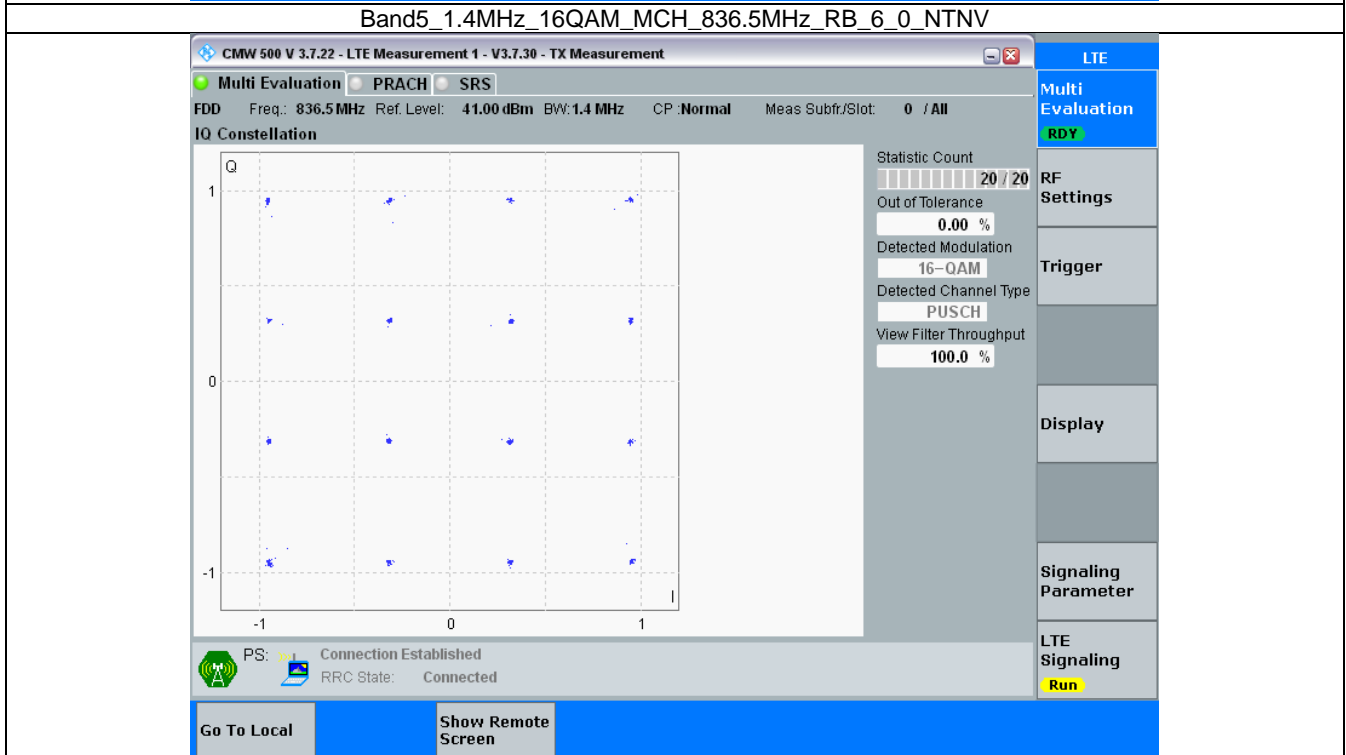 Band5_1.4MHz_16QAM_MCH_836.5MHz_RB_6_0_NTNV
CMW 500 V 3.7.22 - LTE Measurement 1 - V3.7.30 - TX Measurement
LTE
Multi Evaluation PRACH SRS
FDD Freq.: 836.5 MHz Ref. Level: 41.00 dBm BW: 1.4 MHz CP :Normal Meas Subfr./Slot: 0 / All
IQ Constellation
Multi
Evaluation
RDY
Q
1
0
-1
I
-1 0 1
Statistic Count
20 / 20
Out of Tolerance
0.00 %
Detected Modulation
16-QAM
Detected Channel Type
PUSCH
View Filter Throughput
100.0 %
RF
Settings
Trigger
Display
Signaling
Parameter
LTE
Signaling
Run
PS: Connection Established
RRC State: Connected
Go To Local
Show Remote
Screen